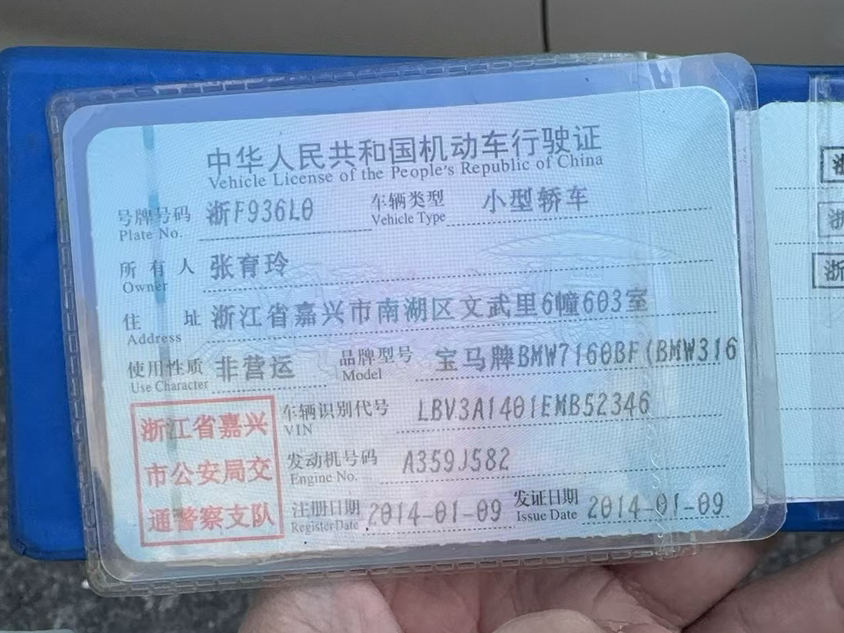 中华人民共和国机动车行驶证
Vehicle License of the People's Republic of China
号牌号码 浙F936L0 车辆类型 小型轿车
Plate No. Vehicle Type
所有人 张育玲
Owner
住址 浙江省嘉兴市南湖区文武里6幢603室
Address
使用性质 非营运 品牌型号 宝马牌BMW7160BF(BMW316
Use Character Model
浙江省嘉兴
市公安局交
通警察支队
车辆识别代号 LBV3A1401EMB52346
VIN
发动机号码 A359J582
Engine No.
注册日期 2014-01-09 发证日期 2014-01-09
Register Date Issue Date
浙
浙
浙